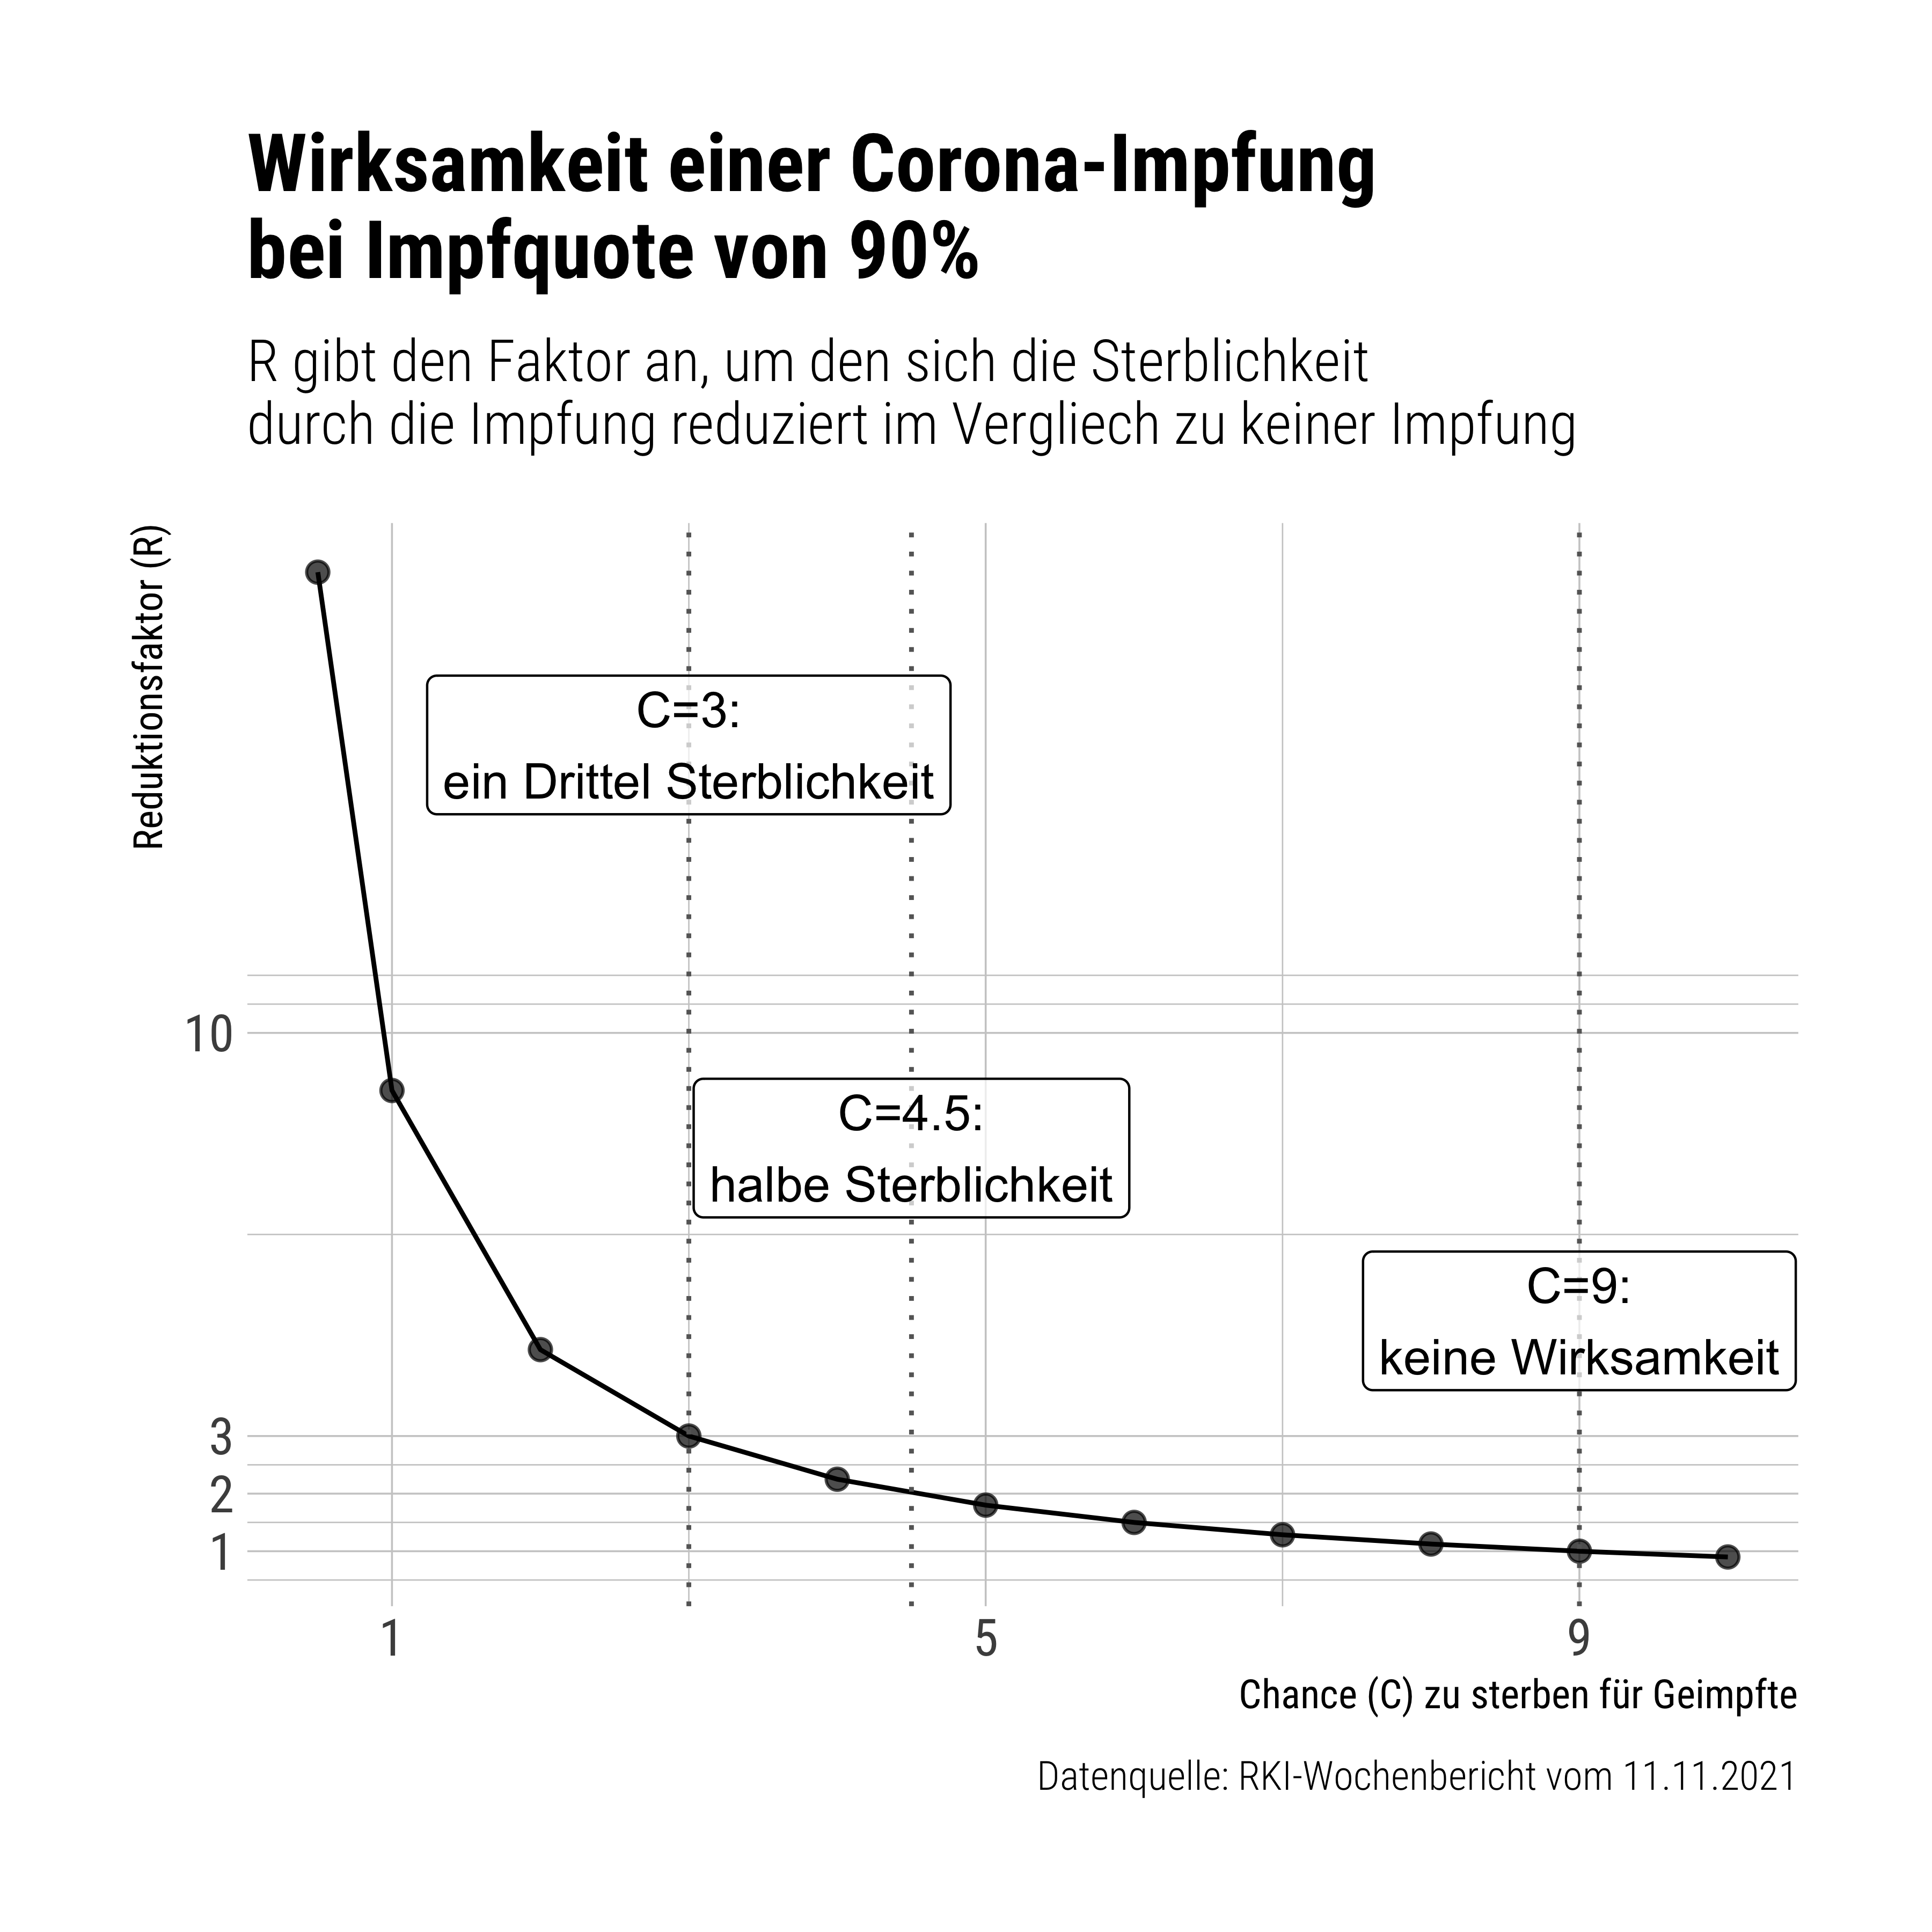 Wirksamkeit einer Corona-Impfung
bei Impfquote von 90%
R gibt den Faktor an, um den sich die Sterblichkeit
durch die Impfung reduziert im Vergliech zu keiner Impfung
Reduktionsfaktor (R)
C=3:
ein Drittel Sterblichkeit
10
C=4.5:
halbe Sterblichkeit
C=9:
keine Wirksamkeit
3
2
1
1 5 9
Chance (C) zu sterben für Geimpfte
Datenquelle: RKI-Wochenbericht vom 11.11.2021